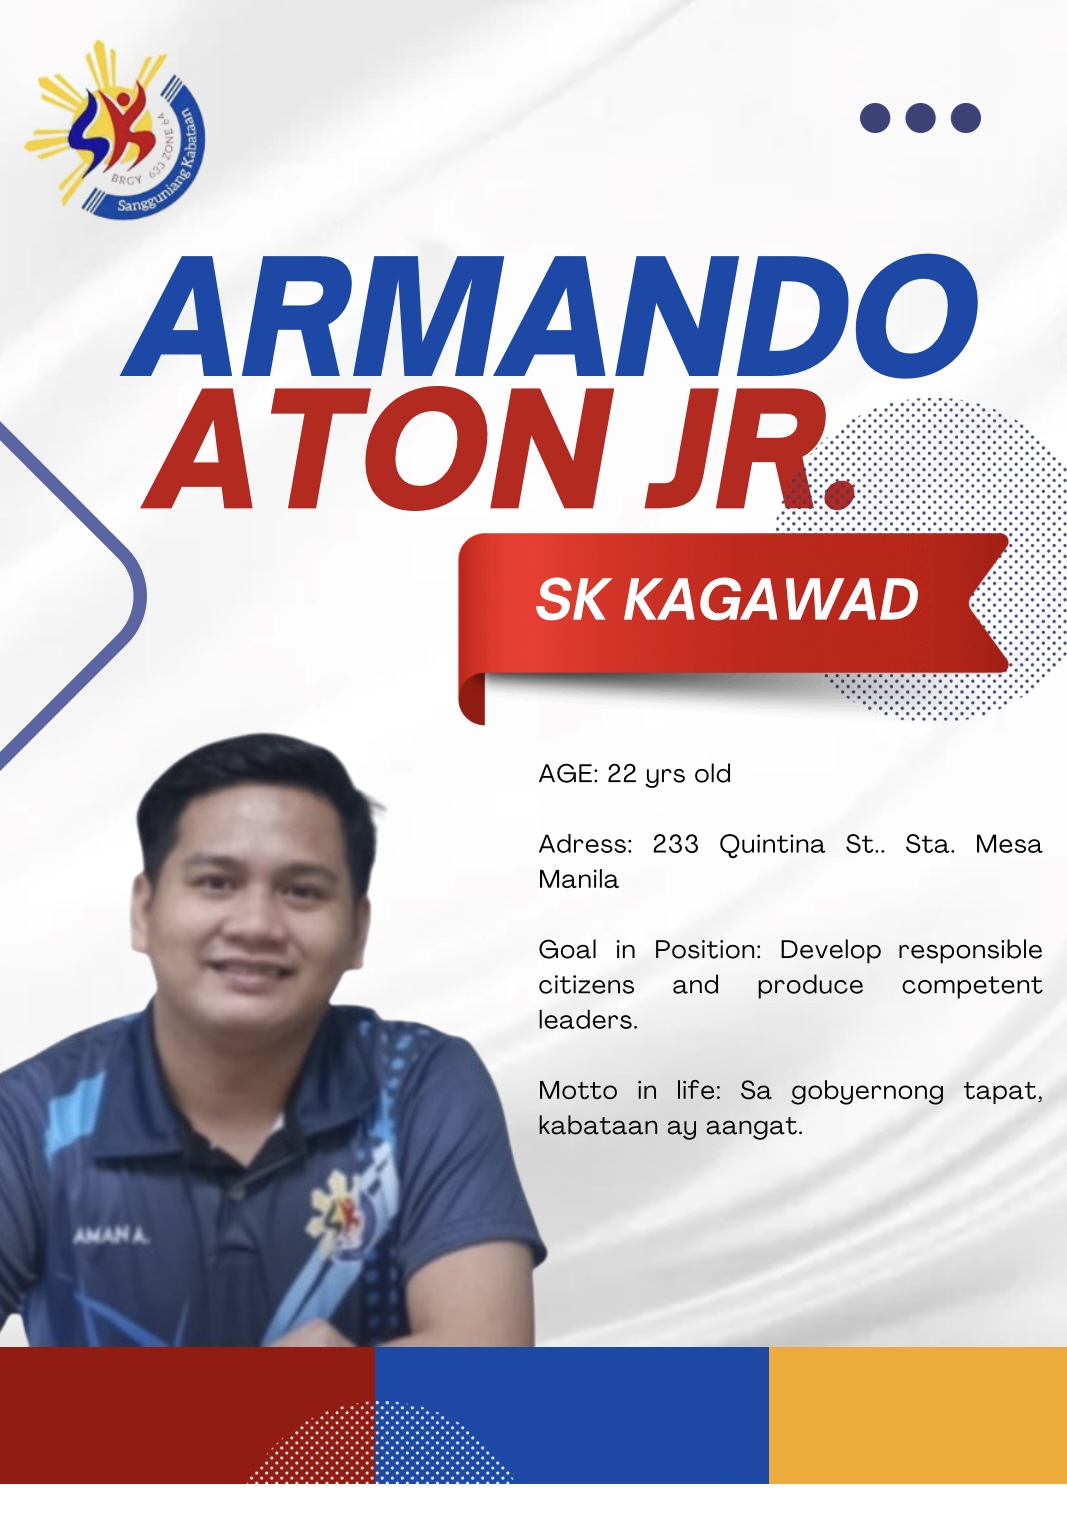 BRGY 633 ZONE 64
Sangguniang Kabataan
ARMANDO
ATON JR.
SK KAGAWAD
AGE: 22 yrs old
Adress: 233 Quintina St.. Sta. Mesa
Manila
Goal in Position: Develop responsible
citizens and produce competent
leaders.
Motto in life: Sa gobyernong tapat,
kabataan ay aangat.
AMAN A.